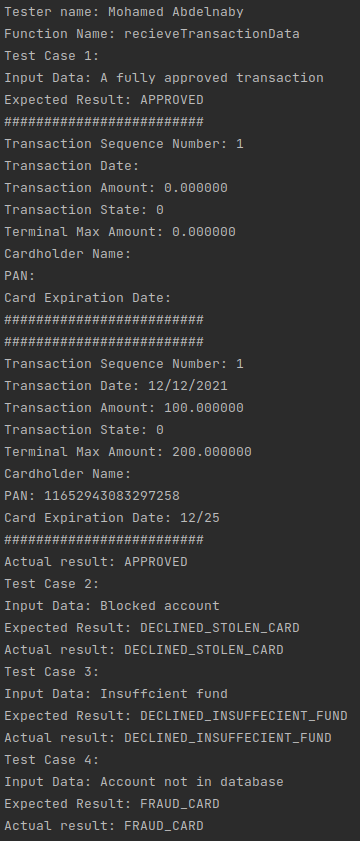 Tester name: Mohamed Abdelnaby
Function Name: recieveTransactionData
Test Case 1:
Input Data: A fully approved transaction
Expected Result: APPROVED
#########################
Transaction Sequence Number: 1
Transaction Date:
Transaction Amount: 0.000000
Transaction State: 0
Terminal Max Amount: 0.000000
Cardholder Name:
PAN:
Card Expiration Date:
#########################
#########################
Transaction Sequence Number: 1
Transaction Date: 12/12/2021
Transaction Amount: 100.000000
Transaction State: 0
Terminal Max Amount: 200.000000
Cardholder Name:
PAN: 11652943083297258
Card Expiration Date: 12/25
#########################
Actual result: APPROVED
Test Case 2:
Input Data: Blocked account
Expected Result: DECLINED_STOLEN_CARD
Actual result: DECLINED_STOLEN_CARD
Test Case 3:
Input Data: Insuffcient fund
Expected Result: DECLINED_INSUFFECIENT_FUND
Actual result: DECLINED_INSUFFECIENT_FUND
Test Case 4:
Input Data: Account not in database
Expected Result: FRAUD_CARD
Actual result: FRAUD_CARD